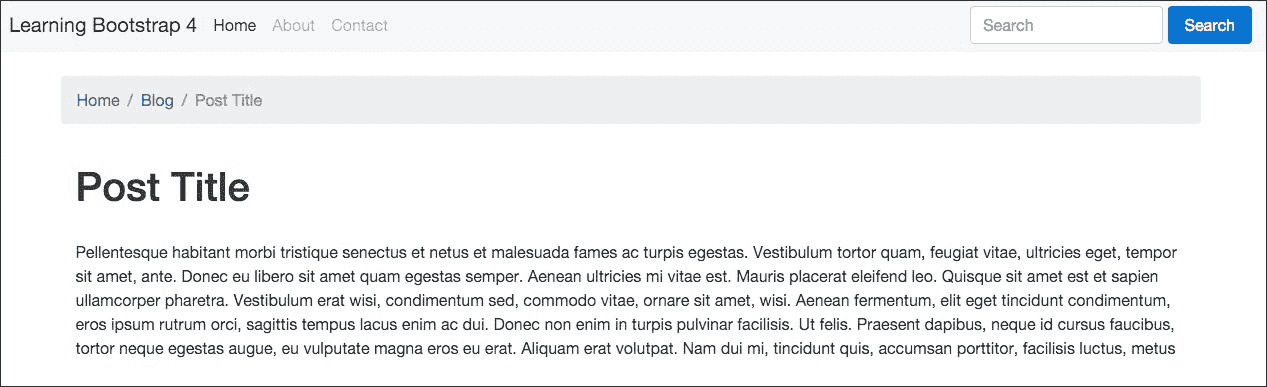 Learning Bootstrap 4 Home About Contact Search Search
Home / Blog / Post Title
Post Title
Pellentesque habitant morbi tristique senectus et netus et malesuada fames ac turpis egestas. Vestibulum tortor quam, feugiat vitae, ultricies eget, tempor
sit amet, ante. Donec eu libero sit amet quam egestas semper. Aenean ultricies mi vitae est. Mauris placerat eleifend leo. Quisque sit amet est et sapien
ullamcorper pharetra. Vestibulum erat wisi, condimentum sed, commodo vitae, ornare sit amet, wisi. Aenean fermentum, elit eget tincidunt condimentum,
eros ipsum rutrum orci, sagittis tempus lacus enim ac dui. Donec non enim in turpis pulvinar facilisis. Ut felis. Praesent dapibus, neque id cursus faucibus,
tortor neque egestas augue, eu vulputate magna eros eu erat. Aliquam erat volutpat. Nam dui mi, tincidunt quis, accumsan porttitor, facilisis luctus, metus